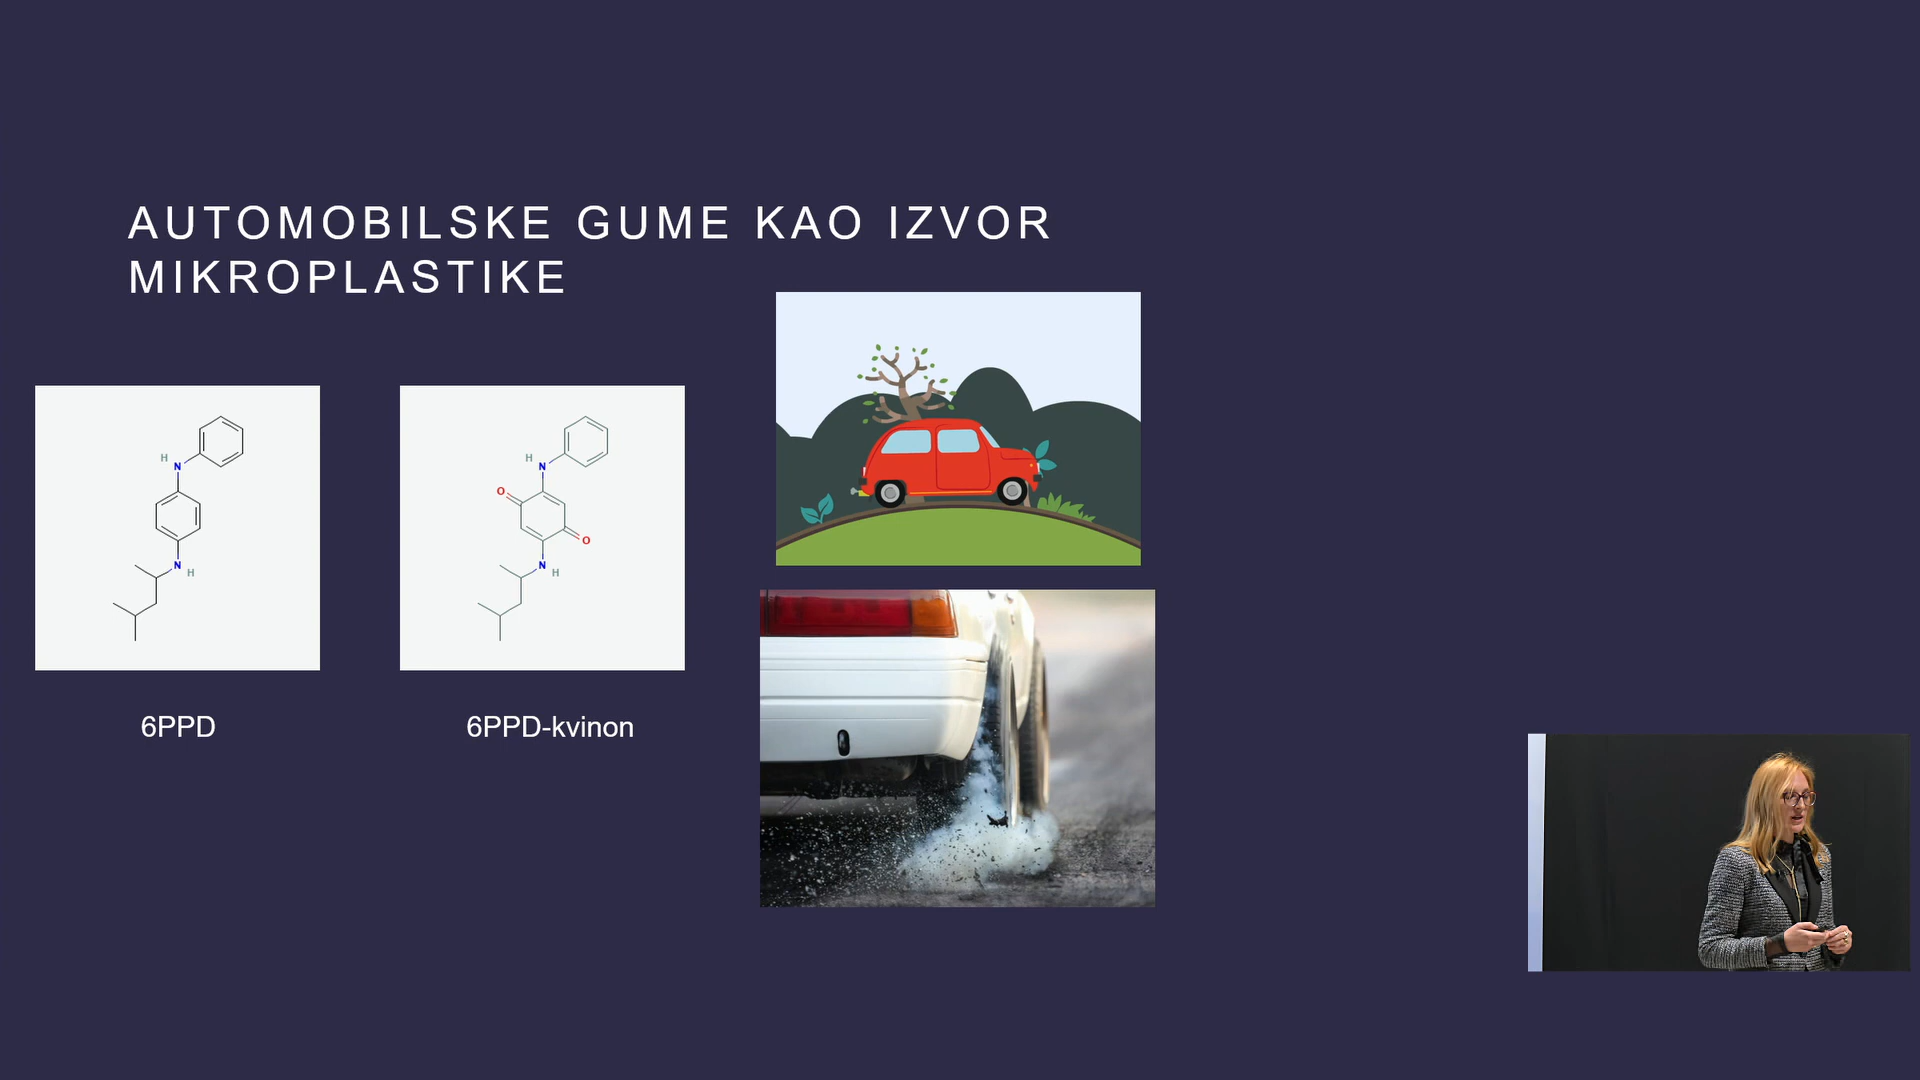 AUTOMOBILSKE GUME KAO IZVOR
MIKROPLASTIKE
H
N
N
H
6PPD
H
N
O
O
N
H
6PPD-kvinon